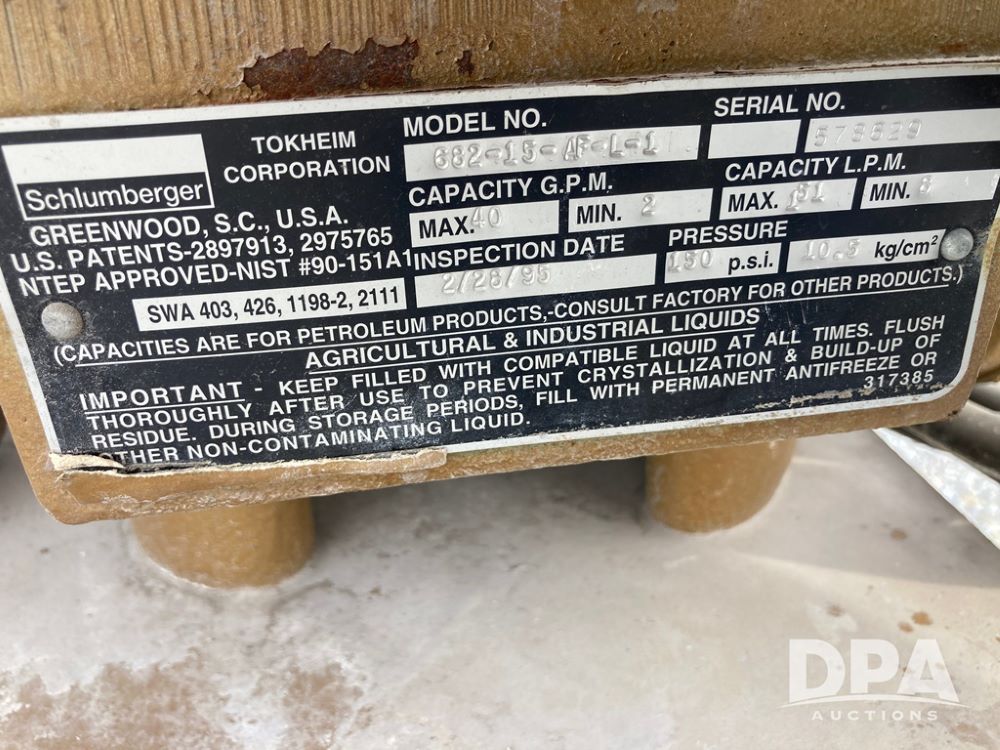 Schlumberger
TOKHEIM
CORPORATION
GREENWOOD, S.C., U.S.A.
U.S. PATENTS-2897913, 2975765
NTEP APPROVED-NIST #90-151A1
SWA 403, 426, 1198-2, 2111
MODEL NO.
682-15-AF-L-1
SERIAL NO.
578629
CAPACITY G.P.M.
MAX. 40 MIN. 2
CAPACITY L.P.M.
MAX. 151 MIN. 8
INSPECTION DATE
2/28/95
PRESSURE
150 p.s.i. 10.5 kg/cm²
(CAPACITIES ARE FOR PETROLEUM PRODUCTS,-CONSULT FACTORY FOR OTHER PRODUCTS.)
AGRICULTURAL & INDUSTRIAL LIQUIDS
IMPORTANT - KEEP FILLED WITH COMPATIBLE LIQUID AT ALL TIMES. FLUSH
THOROUGHLY AFTER USE TO PREVENT CRYSTALLIZATION & BUILD-UP OF
RESIDUE. DURING STORAGE PERIODS, FILL WITH PERMANENT ANTIFREEZE OR
OTHER NON-CONTAMINATING LIQUID.
317385
DPA
AUCTIONS